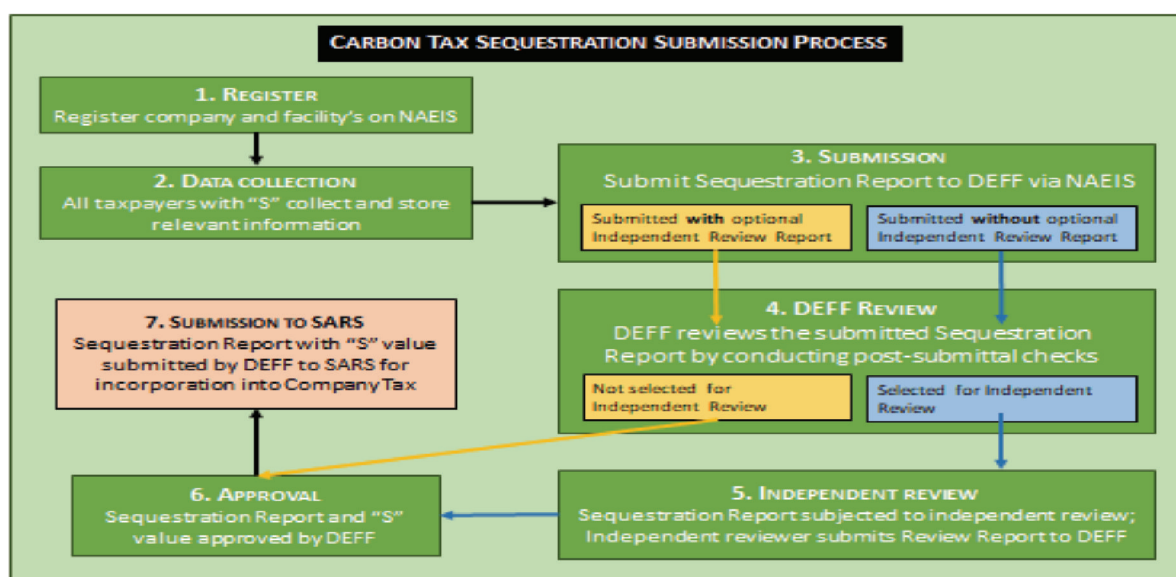 CARBON TAX SEQUESTRATION SUBMISSION PROCESS
1. REGISTER
Register company and facility's on NAEIS
2. DATA COLLECTION
All taxpayers with "S" collect and store
relevant information
3. SUBMISSION
Submit Sequestration Report to DEFF via NAEIS
Submitted with optional
Independent Review Report
Submitted without optional
Independent Review Report
4. DEFF REVIEW
DEFF reviews the submitted Sequestration
Report by conducting post-submittal checks
Not selected for
Independent Review
Selected for Independent
Review
5. INDEPENDENT REVIEW
Sequestration Report subjected to independent review;
Independent reviewer submits Review Report to DEFF
6. APPROVAL
Sequestration Report and "S"
value approved by DEFF
7. SUBMISSION TO SARS
Sequestration Report with "S" value
submitted by DEFF to SARS for
incorporation into Company Tax